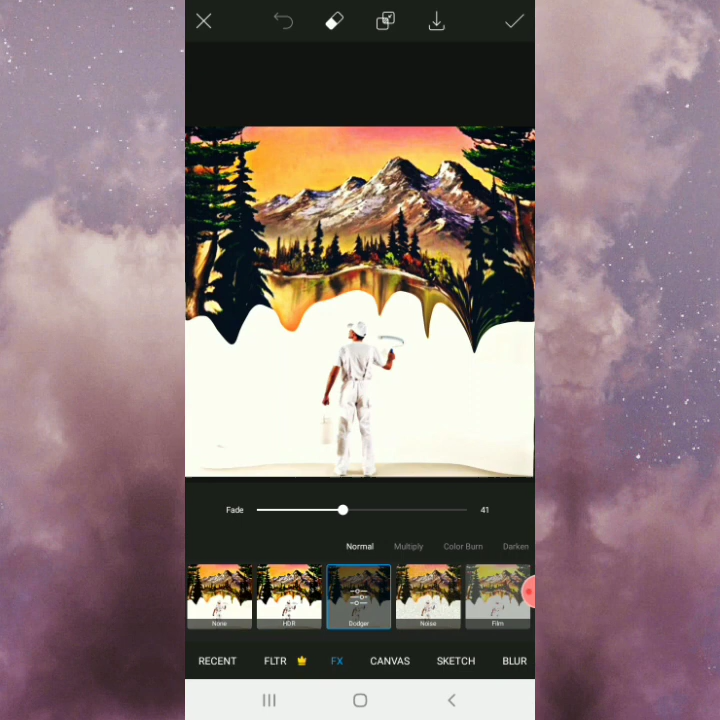 Fade 41
Normal Multiply Color Burn Darken
None HDR Dodger Noise Film
RECENT FLTR FX CANVAS SKETCH BLUR